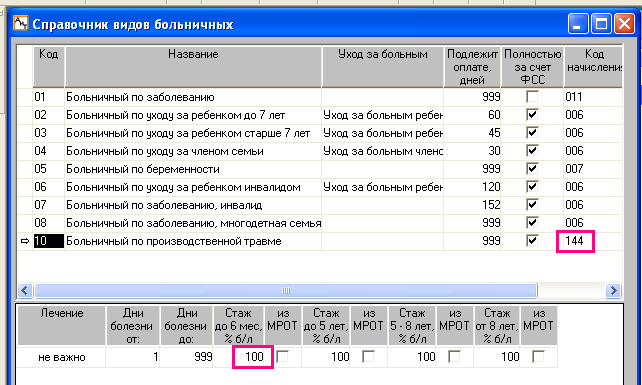 Справочник видов больничных
Код Название Уход за больным Подлежит оплате, дней Полностью за счет ФСС Код начисления
01 Больничный по заболеванию 999 011
02 Больничный по уходу за ребенком до 7 лет Уход за больным ребен 60 006
03 Больничный по уходу за ребенком старше 7 лет Уход за больным ребен 45 006
04 Больничный по уходу за членом семьи Уход за больным члено 30 006
05 Больничный по беременности 999 007
06 Больничный по уходу за ребенком инвалидом Уход за больным ребен 120 006
07 Больничный по заболеванию, инвалид 152 006
08 Больничный по заболеванию, многодетная семья 999 006
10 Больничный по производственной травме 999 144
Лечение Дни болезни от: Дни болезни до: Стаж до 6 мес, % б/л из МРОТ Стаж до 5 лет, % б/л из МРОТ Стаж 5 - 8 лет, % б/л из МРОТ Стаж от 8 лет, % б/л из МРОТ
не важно 1 999 100 100 100 100